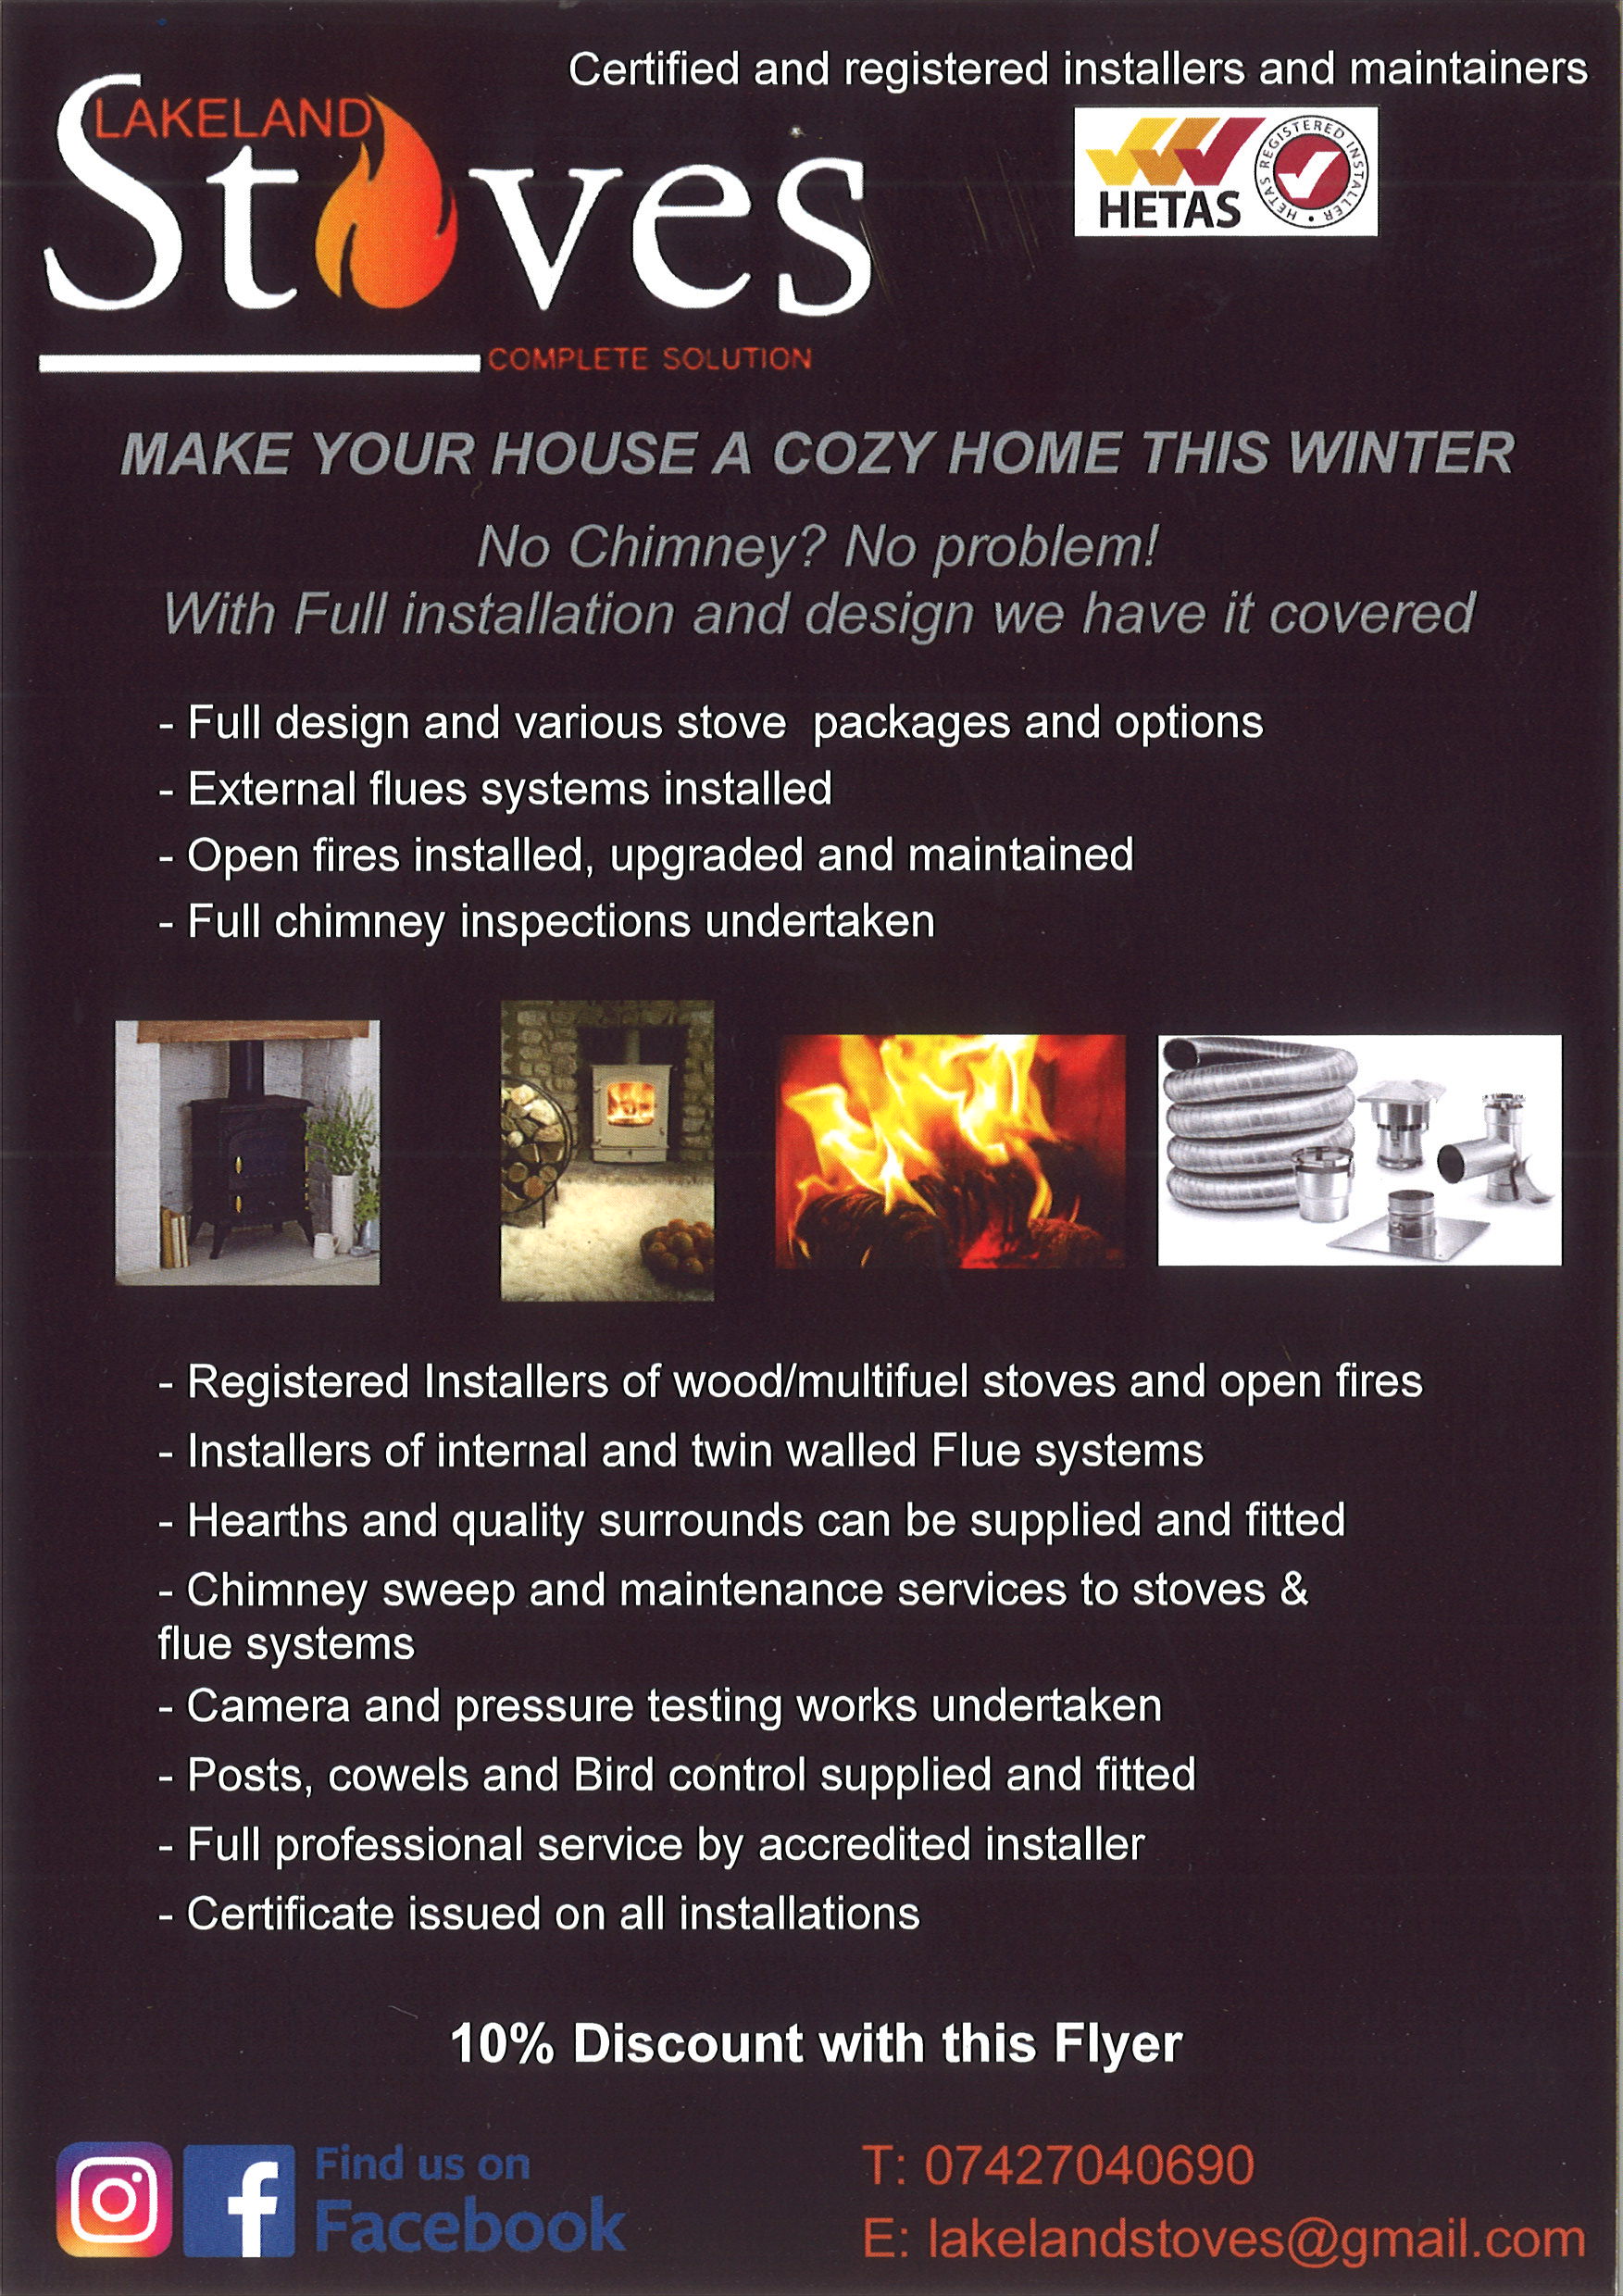 Certified and registered installers and maintainers
LAKELAND
Stoves
COMPLETE SOLUTION
HETAS
HETAS REGISTERED INSTALLER • HETAS REGISTERED INSTALLER
MAKE YOUR HOUSE A COZY HOME THIS WINTER
No Chimney? No problem!
With Full installation and design we have it covered
- Full design and various stove packages and options
- External flues systems installed
- Open fires installed, upgraded and maintained
- Full chimney inspections undertaken
- Registered Installers of wood/multifuel stoves and open fires
- Installers of internal and twin walled Flue systems
- Hearths and quality surrounds can be supplied and fitted
- Chimney sweep and maintenance services to stoves &
flue systems
- Camera and pressure testing works undertaken
- Posts, cowels and Bird control supplied and fitted
- Full professional service by accredited installer
- Certificate issued on all installations
10% Discount with this Flyer
Find us on
Facebook
T: 07427040690
E: lakelandstoves@gmail.com